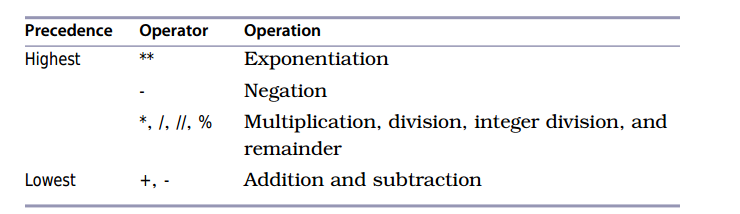 Precedence Operator Operation
Highest ** Exponentiation
- Negation
*, /, //, % Multiplication, division, integer division, and
remainder
Lowest +, - Addition and subtraction